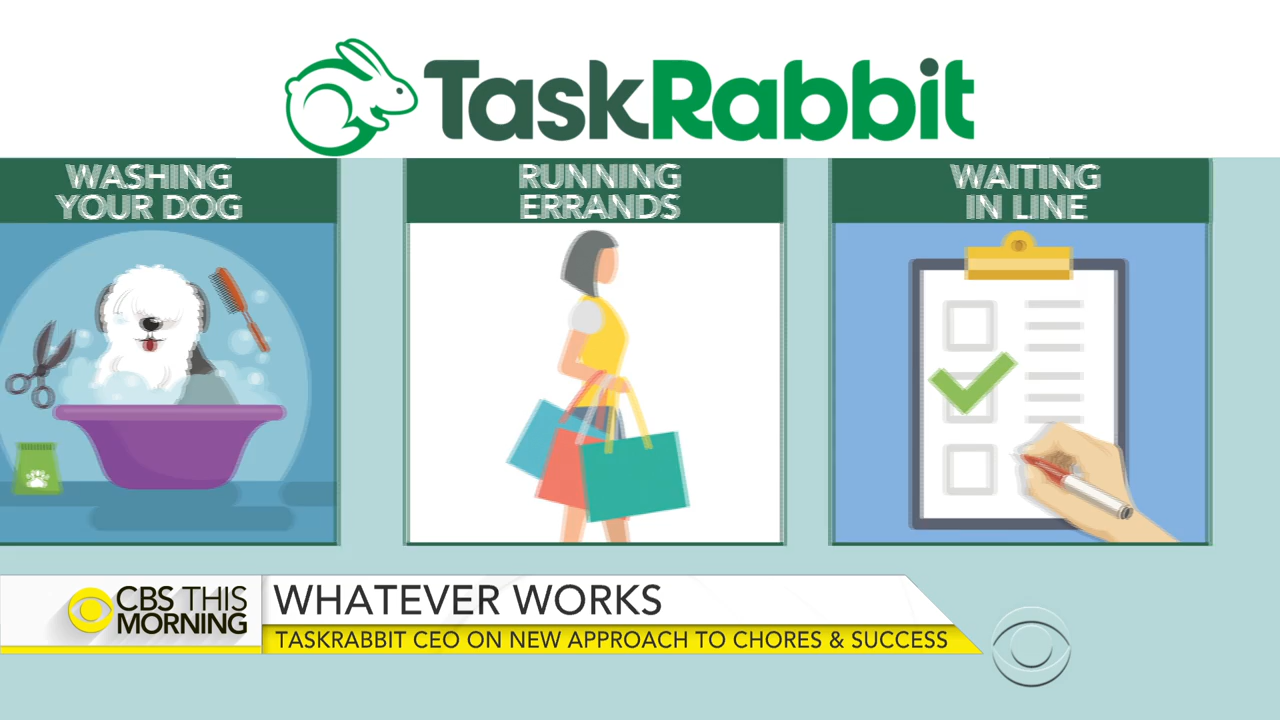 TaskRabbit
WASHING
YOUR DOG
RUNNING
ERRANDS
WAITING
IN LINE
CBS THIS
MORNING
WHATEVER WORKS
TASKRABBIT CEO ON NEW APPROACH TO CHORES & SUCCESS